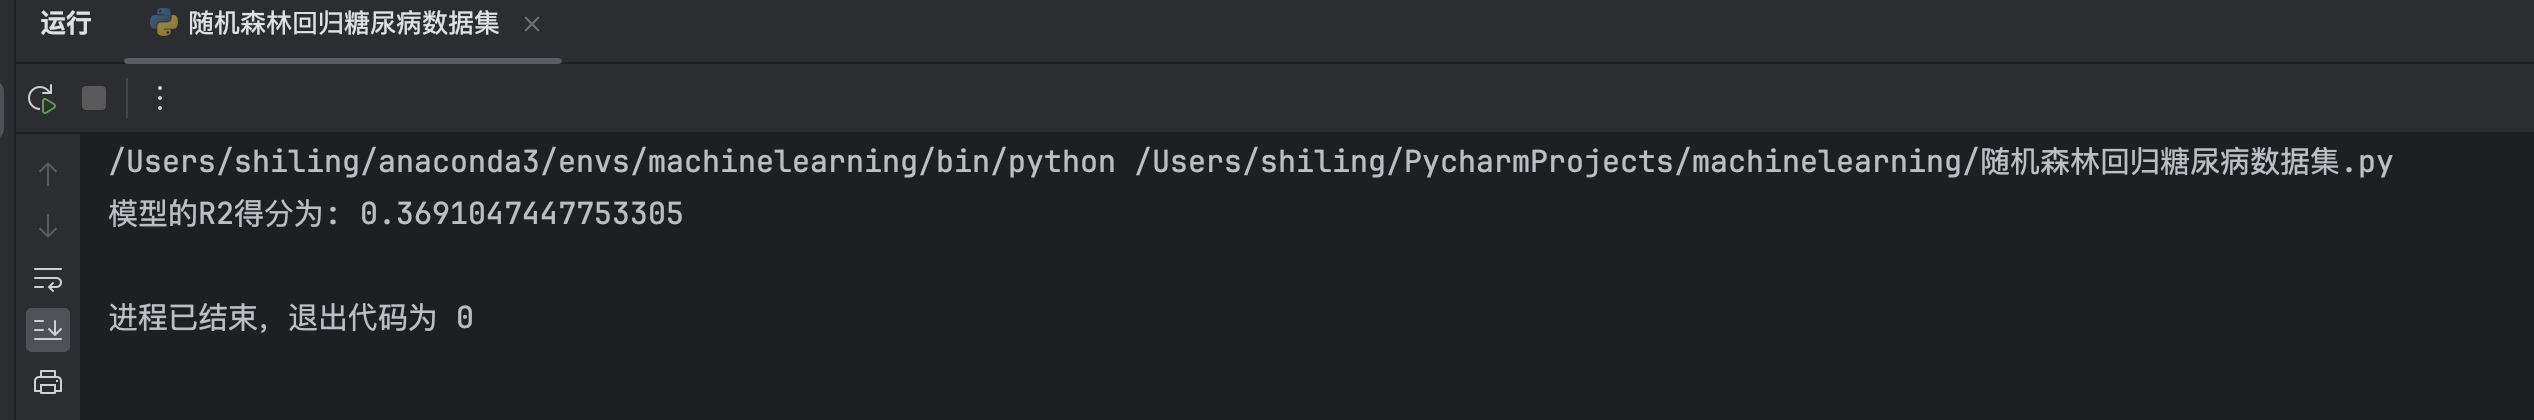 运行 随机森林回归糖尿病数据集
/Users/shiling/anaconda3/envs/machinelearning/bin/python /Users/shiling/PycharmProjects/machinelearning/随机森林回归糖尿病数据集.py
模型的R2得分为: 0.3691047447753305
进程已结束，退出代码为 0